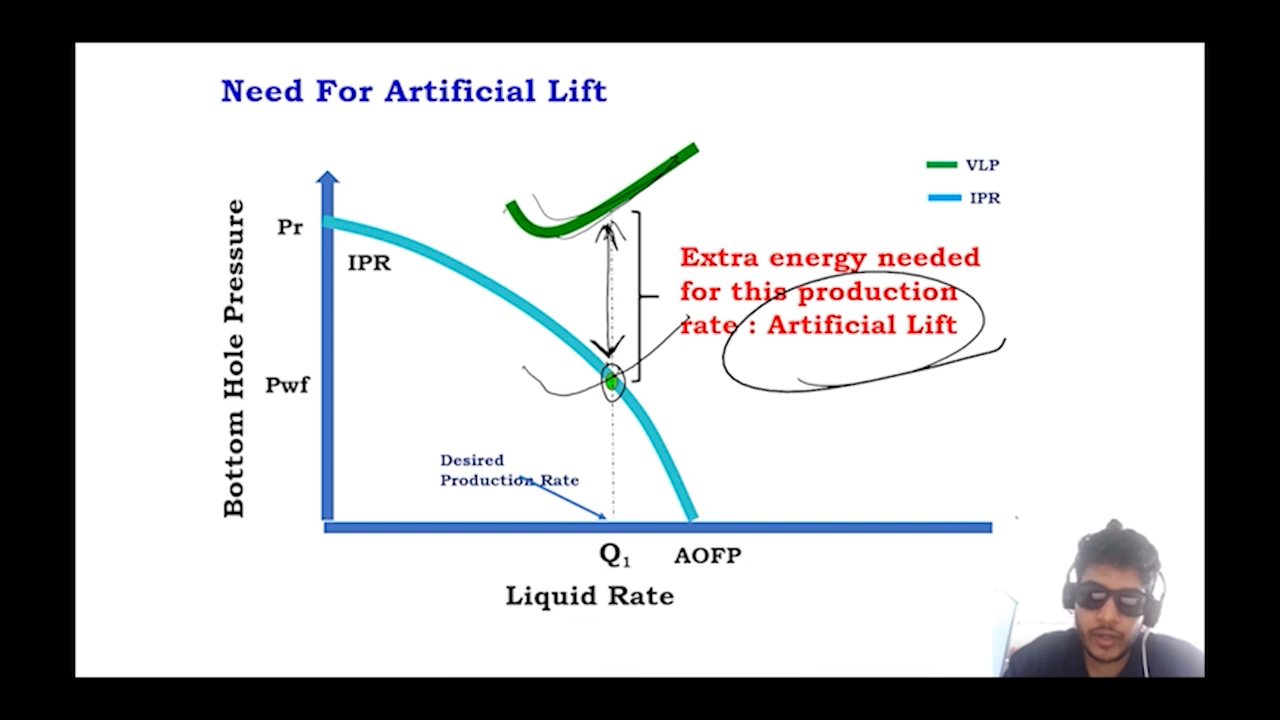 Need For Artificial Lift
VLP
IPR
Bottom Hole Pressure
Pr
IPR
Extra energy needed
for this production
rate : Artificial Lift
Pwf
Desired
Production Rate
Q₁
AOFP
Liquid Rate